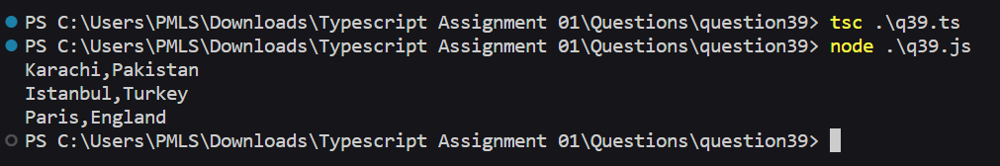 PS C:\Users\PMLS\Downloads\Typescript Assignment 01\Questions\question39> tsc .\q39.ts
PS C:\Users\PMLS\Downloads\Typescript Assignment 01\Questions\question39> node .\q39.js
Karachi,Pakistan
Istanbul,Turkey
Paris,England
PS C:\Users\PMLS\Downloads\Typescript Assignment 01\Questions\question39>